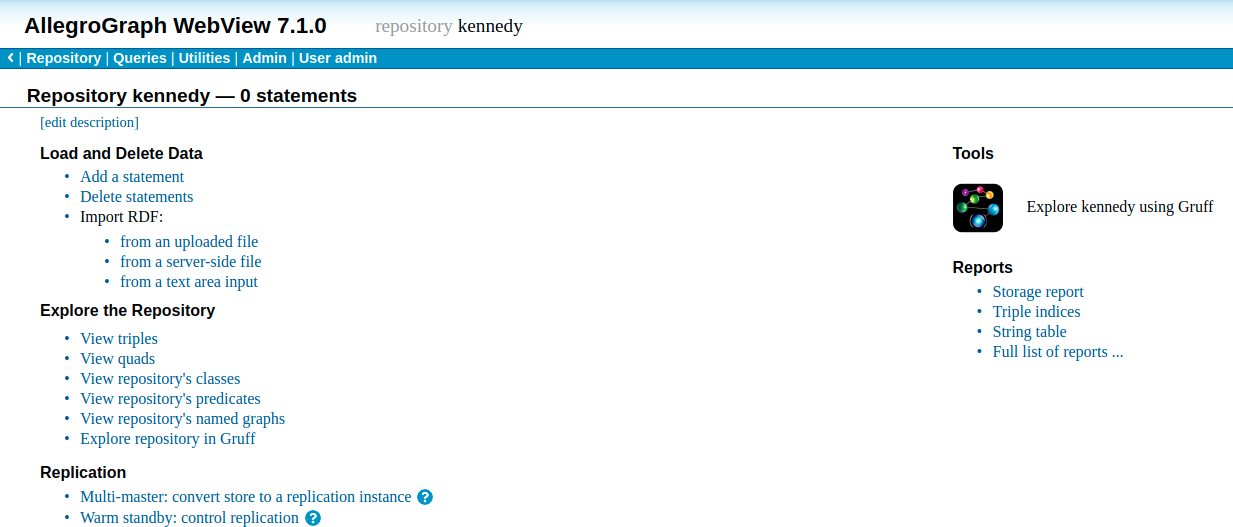 AllegroGraph WebView 7.1.0
repository kennedy
| Repository | Queries | Utilities | Admin | User admin
Repository kennedy — 0 statements
[edit description]
Load and Delete Data
• Add a statement
• Delete statements
• Import RDF:
• from an uploaded file
• from a server-side file
• from a text area input
Explore the Repository
• View triples
• View quads
• View repository's classes
• View repository's predicates
• View repository's named graphs
• Explore repository in Gruff
Replication
• Multi-master: convert store to a replication instance ?
• Warm standby: control replication ?
Tools
Explore kennedy using Gruff
Reports
• Storage report
• Triple indices
• String table
• Full list of reports ...